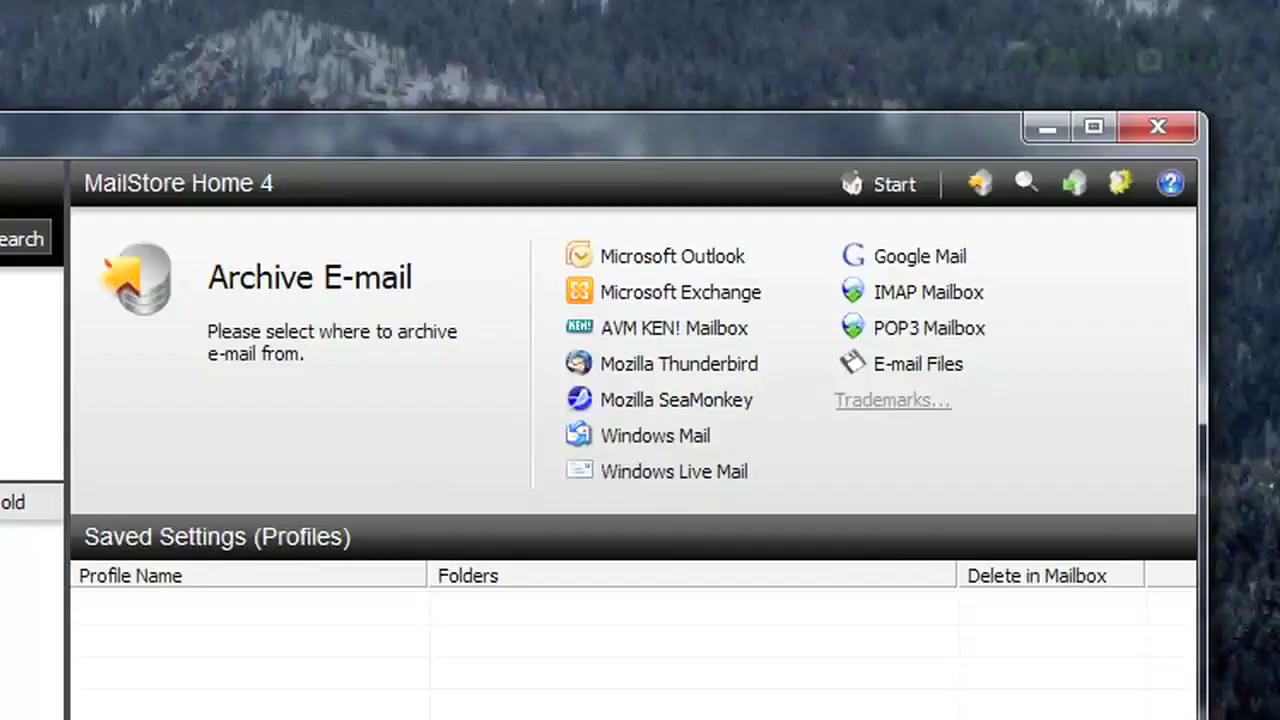 MailStore Home 4
Start
earch
Archive E-mail
Please select where to archive
e-mail from.
Microsoft Outlook
Microsoft Exchange
KEN!
AVM KEN! Mailbox
Mozilla Thunderbird
Mozilla SeaMonkey
Windows Mail
Windows Live Mail
Google Mail
IMAP Mailbox
POP3 Mailbox
E-mail Files
Trademarks...
old
Saved Settings (Profiles)
Profile Name
Folders
Delete in Mailbox